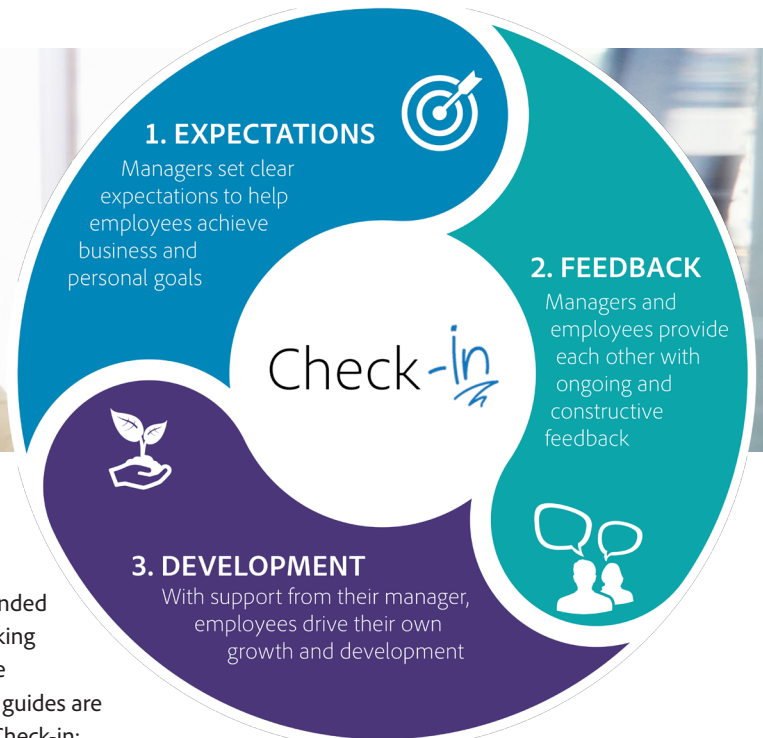 1. EXPECTATIONS
Managers set clear
expectations to help
employees achieve
business and
personal goals
2. FEEDBACK
Managers and
employees provide
each other with
ongoing and
constructive
feedback
Check-in
3. DEVELOPMENT
With support from their manager,
employees drive their own
growth and development
guides are